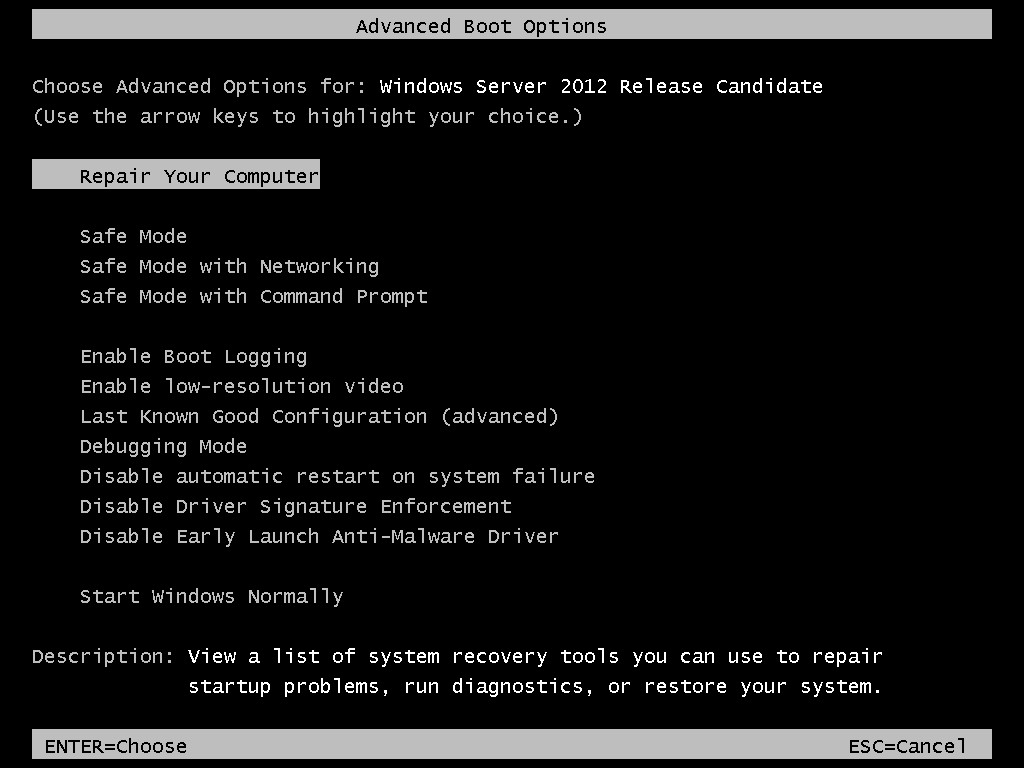 Advanced Boot Options
Choose Advanced Options for: Windows Server 2012 Release Candidate
(Use the arrow keys to highlight your choice.)
Repair Your Computer
Safe Mode
Safe Mode with Networking
Safe Mode with Command Prompt
Enable Boot Logging
Enable low-resolution video
Last Known Good Configuration (advanced)
Debugging Mode
Disable automatic restart on system failure
Disable Driver Signature Enforcement
Disable Early Launch Anti-Malware Driver
Start Windows Normally
Description: View a list of system recovery tools you can use to repair
startup problems, run diagnostics, or restore your system.
ENTER=Choose ESC=Cancel